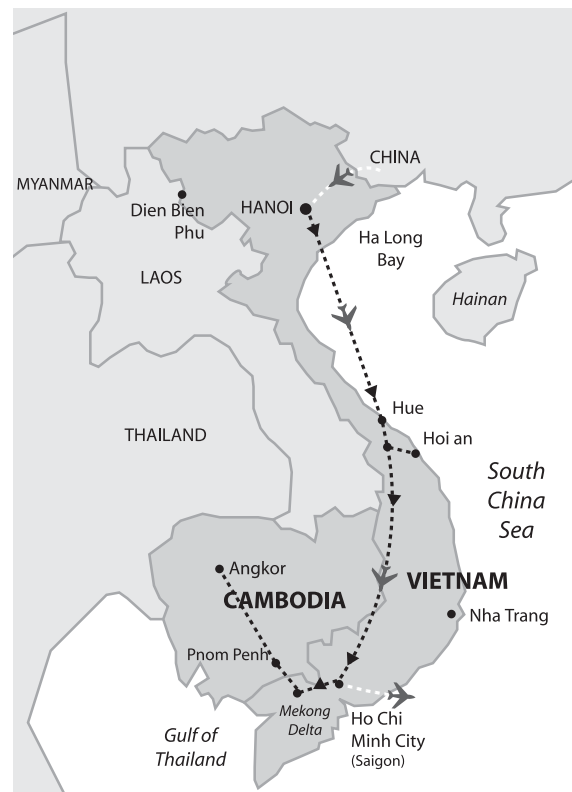 CHINA
MYANMAR
HANOI
Dien Bien
Phu
Ha Long
Bay
LAOS
Hainan
Hue
THAILAND
Hoi an
South
China
Sea
Angkor
VIETNAM
CAMBODIA
Nha Trang
Pnom Penh
Mekong
Delta
Ho Chi
Minh City
(Saigon)
Gulf of
Thailand